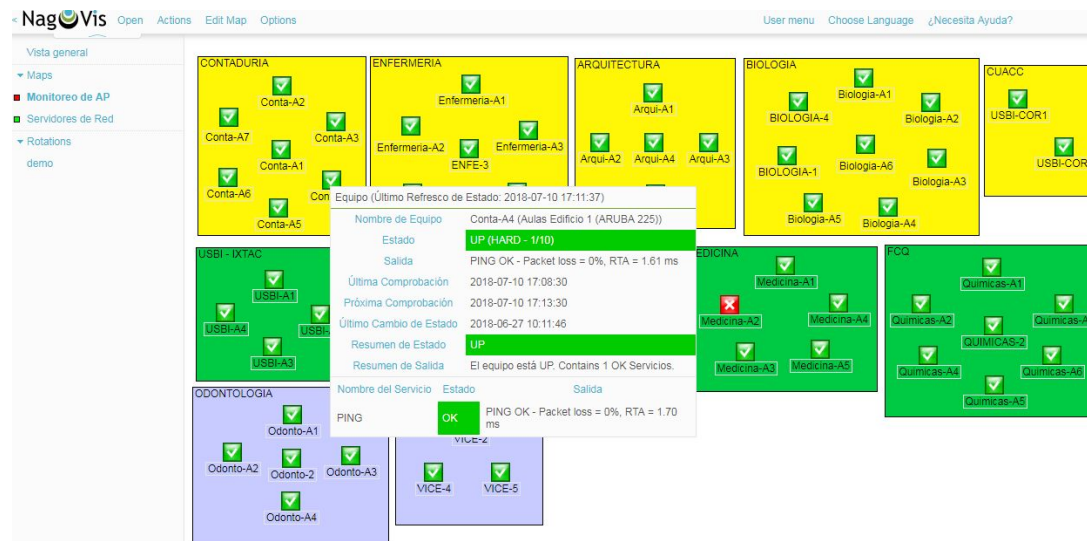 < NagVis Open Actions Edit Map Options User menu Choose Language ¿Necesita Ayuda?
Vista general
Maps
Monitoreo de AP
Servidores de Red
Rotations
demo
CONTADURIA
Conta-A2
Conta-A7
Conta-A3
Conta-A1
Conta-A6
Conta-A5
ENFERMERIA
Enfermeria-A1
Enfermeria-A2
Enfermeria-A3
ENFE-3
ARQUITECTURA
Arqui-A1
Arqui-A2 Arqui-A4 Arqui-A3
BIOLOGIA
Biologia-A1
BIOLOGIA-4
Biologia-A2
BIOLOGIA-1
Biologia-A6
Biologia-A3
Biologia-A5
Biologia-A4
CUACC
USBI-COR1
USBI-COR
Equipo (Último Refresco de Estado: 2018-07-10 17:11:37)
Nombre de Equipo Conta-A4 (Aulas Edificio 1 (ARUBA 225))
Estado UP (HARD - 1/10)
Salida PING OK - Packet loss = 0%, RTA = 1.61 ms
Última Comprobación 2018-07-10 17:08:30
Próxima Comprobación 2018-07-10 17:13:30
Último Cambio de Estado 2018-06-27 10:11:46
Resumen de Estado UP
Resumen de Salida El equipo está UP. Contains 1 OK Servicios.
Nombre del Servicio Estado Salida
PING OK PING OK - Packet loss = 0%, RTA = 1.70
ms
USBI - IXTAC
USBI-A1
USBI-A4
USBI-
USBI-A3
EDICINA
Medicina-A1
Medicina-A2
Medicina-A4
Medicina-A3
Medicina-A5
FCQ
Quimicas-A1
Quimicas-A2
Quimicas-A
QUIMICAS-2
Quimicas-A4
Quimicas-A6
Quimicas-A5
ODONTOLOGIA
Odonto-A1
Odonto-A2
Odonto-2
Odonto-A3
Odonto-A4
VICE-2
VICE-4
VICE-5